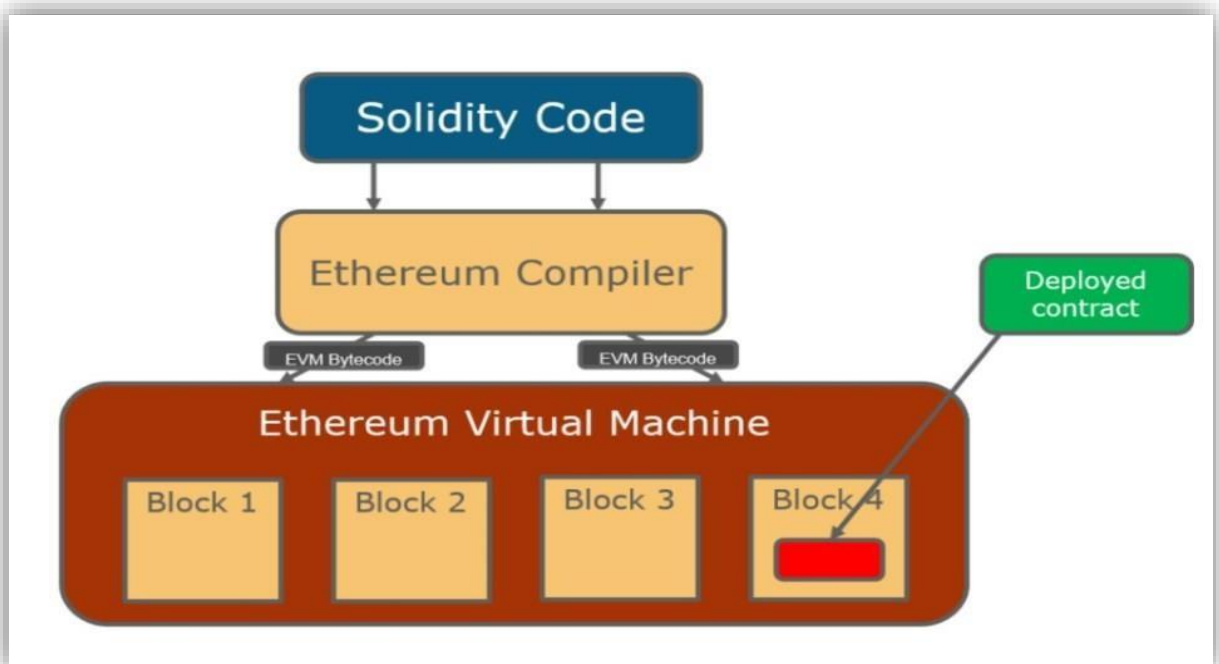 Solidity Code
Ethereum Compiler
Deployed
contract
EVM Bytecode
EVM Bytecode
Ethereum Virtual Machine
Block 1
Block 2
Block 3
Block 4